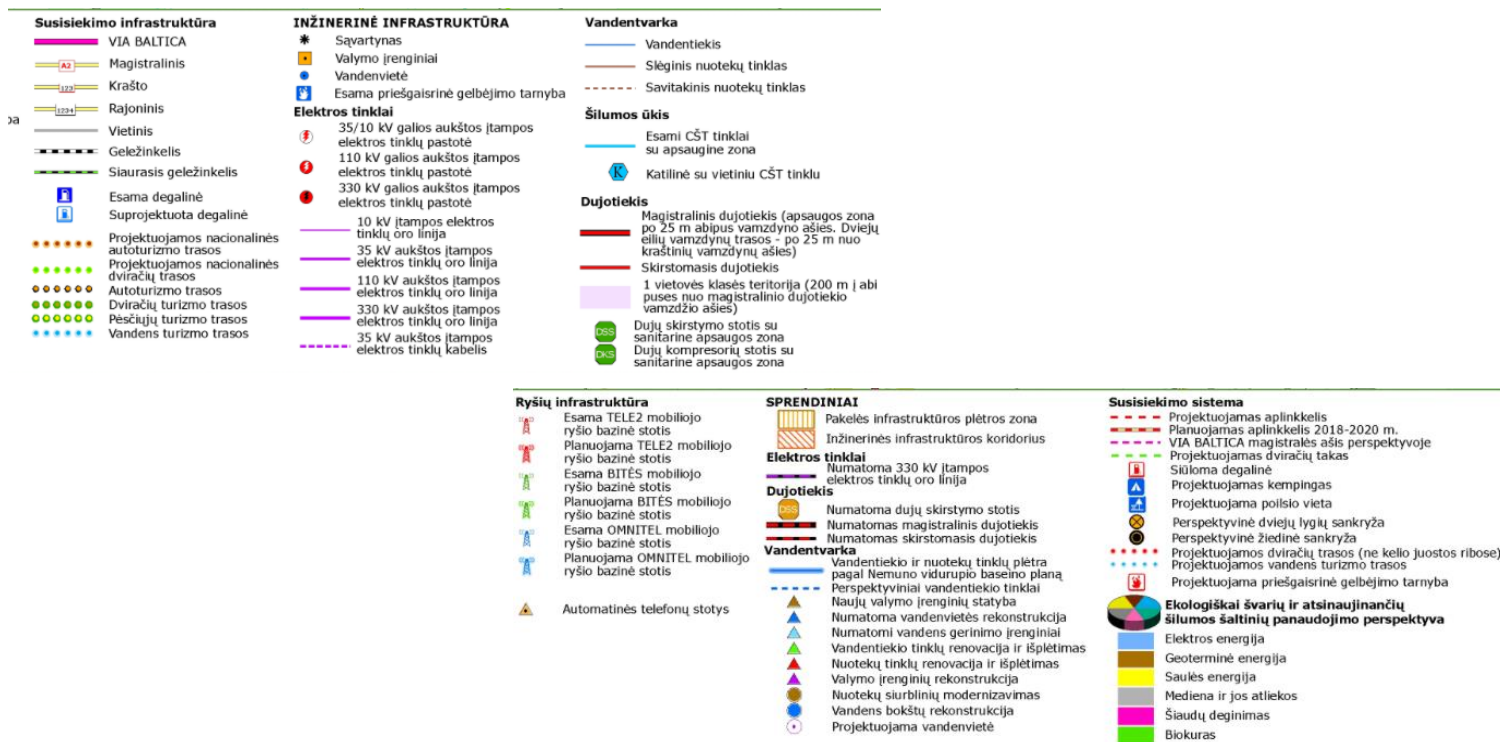 Susisiekimo infrastruktūra
VIA BALTICA
A2
Magistralinis
123
Krašto
1234
Rajoninis
Vietinis
Geležinkelis
Siaurasis geležinkelis
Esama degalinė
Suprojektuota degalinė
Projektuojamos nacionalinės
autoturizmo trasos
Projektuojamos nacionalinės
dviračių trasos
Autoturizmo trasos
Dviračių turizmo trasos
Pėsčiųjų turizmo trasos
Vandens turizmo trasos
INŽINERINĖ INFRASTRUKTŪRA
Sąvartynas
Valymo įrenginiai
Vandenvietė
Esama priešgaisrinė gelbėjimo tarnyba
Elektros tinklai
35/10 kV galios aukštos įtampos
elektros tinklų pastotė
110 kV galios aukštos įtampos
elektros tinklų pastotė
330 kV galios aukštos įtampos
elektros tinklų pastotė
10 kV įtampos elektros
tinklų oro linija
35 kV aukštos įtampos
elektros tinklų oro linija
110 kV aukštos įtampos
elektros tinklų oro linija
330 kV aukštos įtampos
elektros tinklų oro linija
35 kV aukštos įtampos
elektros tinklų kabelis
Vandentvarka
Vandentiekis
Slėginis nuotekų tinklas
Savitakinis nuotekų tinklas
Šilumos ūkis
Esami CŠT tinklai
su apsaugine zona
K
Katilinė su vietiniu CŠT tinklu
Dujotiekis
Magistralinis dujotiekis (apsaugos zona
po 25 m abipus vamzdyno ašies. Dviejų
eilių vamzdynų trasos - po 25 m nuo
kraštinių vamzdynų ašies)
Skirstomasis dujotiekis
1 vietovės klasės teritorija (200 m į abi
puses nuo magistralinio dujotiekio
vamzdžio ašies)
DSS
Dujų skirstymo stotis su
sanitarine apsaugos zona
DKS
Dujų kompresorių stotis su
sanitarine apsaugos zona
Ryšių infrastruktūra
Esama TELE2 mobiliojo
ryšio bazinė stotis
Planuojama TELE2 mobiliojo
ryšio bazinė stotis
Esama BITĖS mobiliojo
ryšio bazinė stotis
Planuojama BITĖS mobiliojo
ryšio bazinė stotis
Esama OMNITEL mobiliojo
ryšio bazinė stotis
Planuojama OMNITEL mobiliojo
ryšio bazinė stotis
Automatinės telefonų stotys
SPRENDINIAI
Pakelės infrastruktūros plėtros zona
Inžinerinės infrastruktūros koridorius
Elektros tinklai
Numatoma 330 kV įtampos
elektros tinklų oro linija
Dujotiekis
DSS
Numatoma dujų skirstymo stotis
Numatomas magistralinis dujotiekis
Numatomas skirstomasis dujotiekis
Vandentvarka
Vandentiekio ir nuotekų tinklų plėtra
pagal Nemuno vidurupio baseino planą
Perspektyviniai vandentiekio tinklai
Naujų valymo įrenginių statyba
Numatoma vandenvietės rekonstrukcija
Numatomi vandens gerinimo įrenginiai
Vandentiekio tinklų renovacija ir išplėtimas
Nuotekų tinklų renovacija ir išplėtimas
Valymo įrenginių rekonstrukcija
Nuotekų siurblinių modernizavimas
Vandens bokštų rekonstrukcija
Projektuojama vandenvietė
Susisiekimo sistema
Projektuojamas aplinkkelis
Planuojamas aplinkkelis 2018-2020 m.
VIA BALTICA magistralės ašis perspektyvoje
Projektuojamas dviračių takas
Siūloma degalinė
Projektuojamas kempingas
Projektuojama poilsio vieta
Perspektyvinė dviejų lygių sankryža
Perspektyvinė žiedinė sankryža
Projektuojamos dviračių trasos (ne kelio juostos ribose)
Projektuojamos vandens turizmo trasos
Projektuojama priešgaisrinė gelbėjimo tarnyba
Ekologiškai švarių ir atsinaujinančių
šilumos šaltinių panaudojimo perspektyva
Elektros energija
Geoterminė energija
Saulės energija
Mediena ir jos atliekos
Šiaudų deginimas
Biokuras